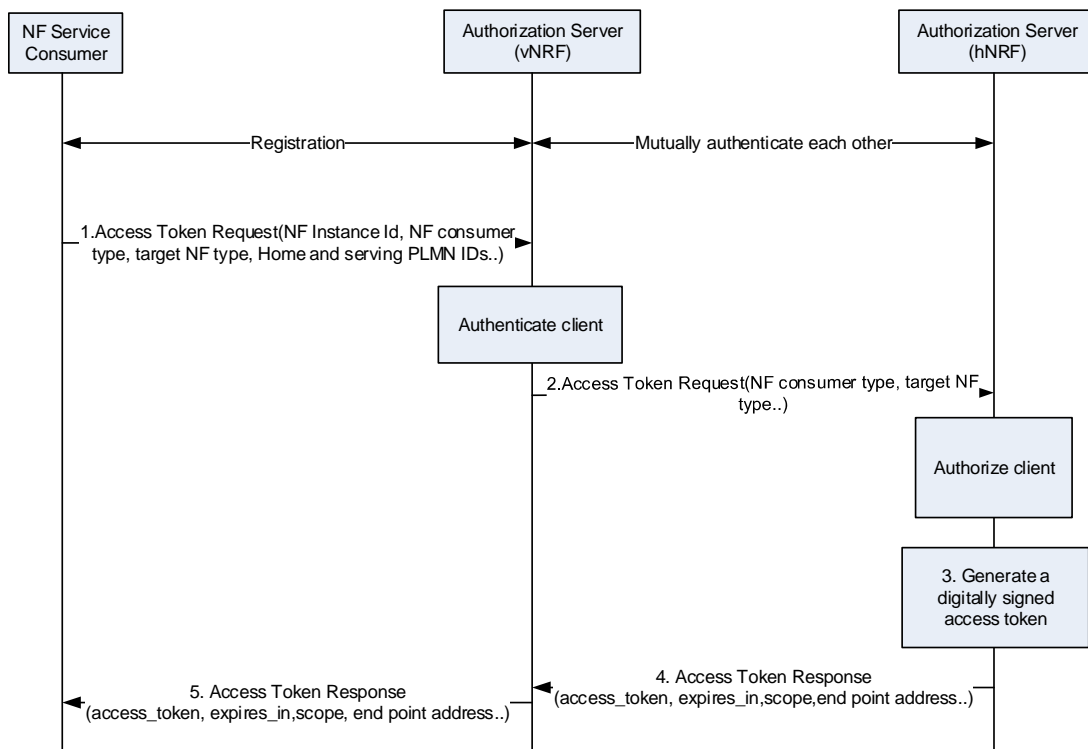 NF Service
Consumer
Authorization Server
(vNRF)
Authorization Server
(hNRF)
Registration
Mutually authenticate each other
1.Access Token Request(NF Instance Id, NF consumer
type, target NF type, Home and serving PLMN IDs..)
Authenticate client
2.Access Token Request(NF consumer type, target NF
type..)
Authorize client
3. Generate a
digitally signed
access token
4. Access Token Response
(access_token, expires_in,scope,end point address..)
5. Access Token Response
(access_token, expires_in,scope, end point address..)